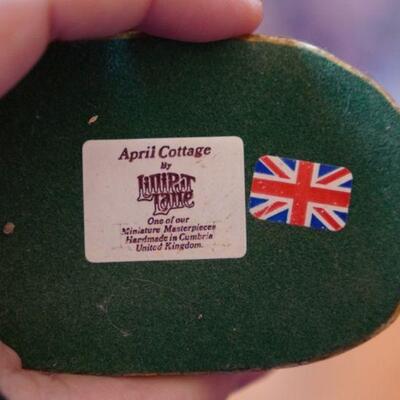 April Cottage
By
Lilliput
Lane
One of our
Miniature Masterpieces
Handmade in Cumbria
United Kingdom.